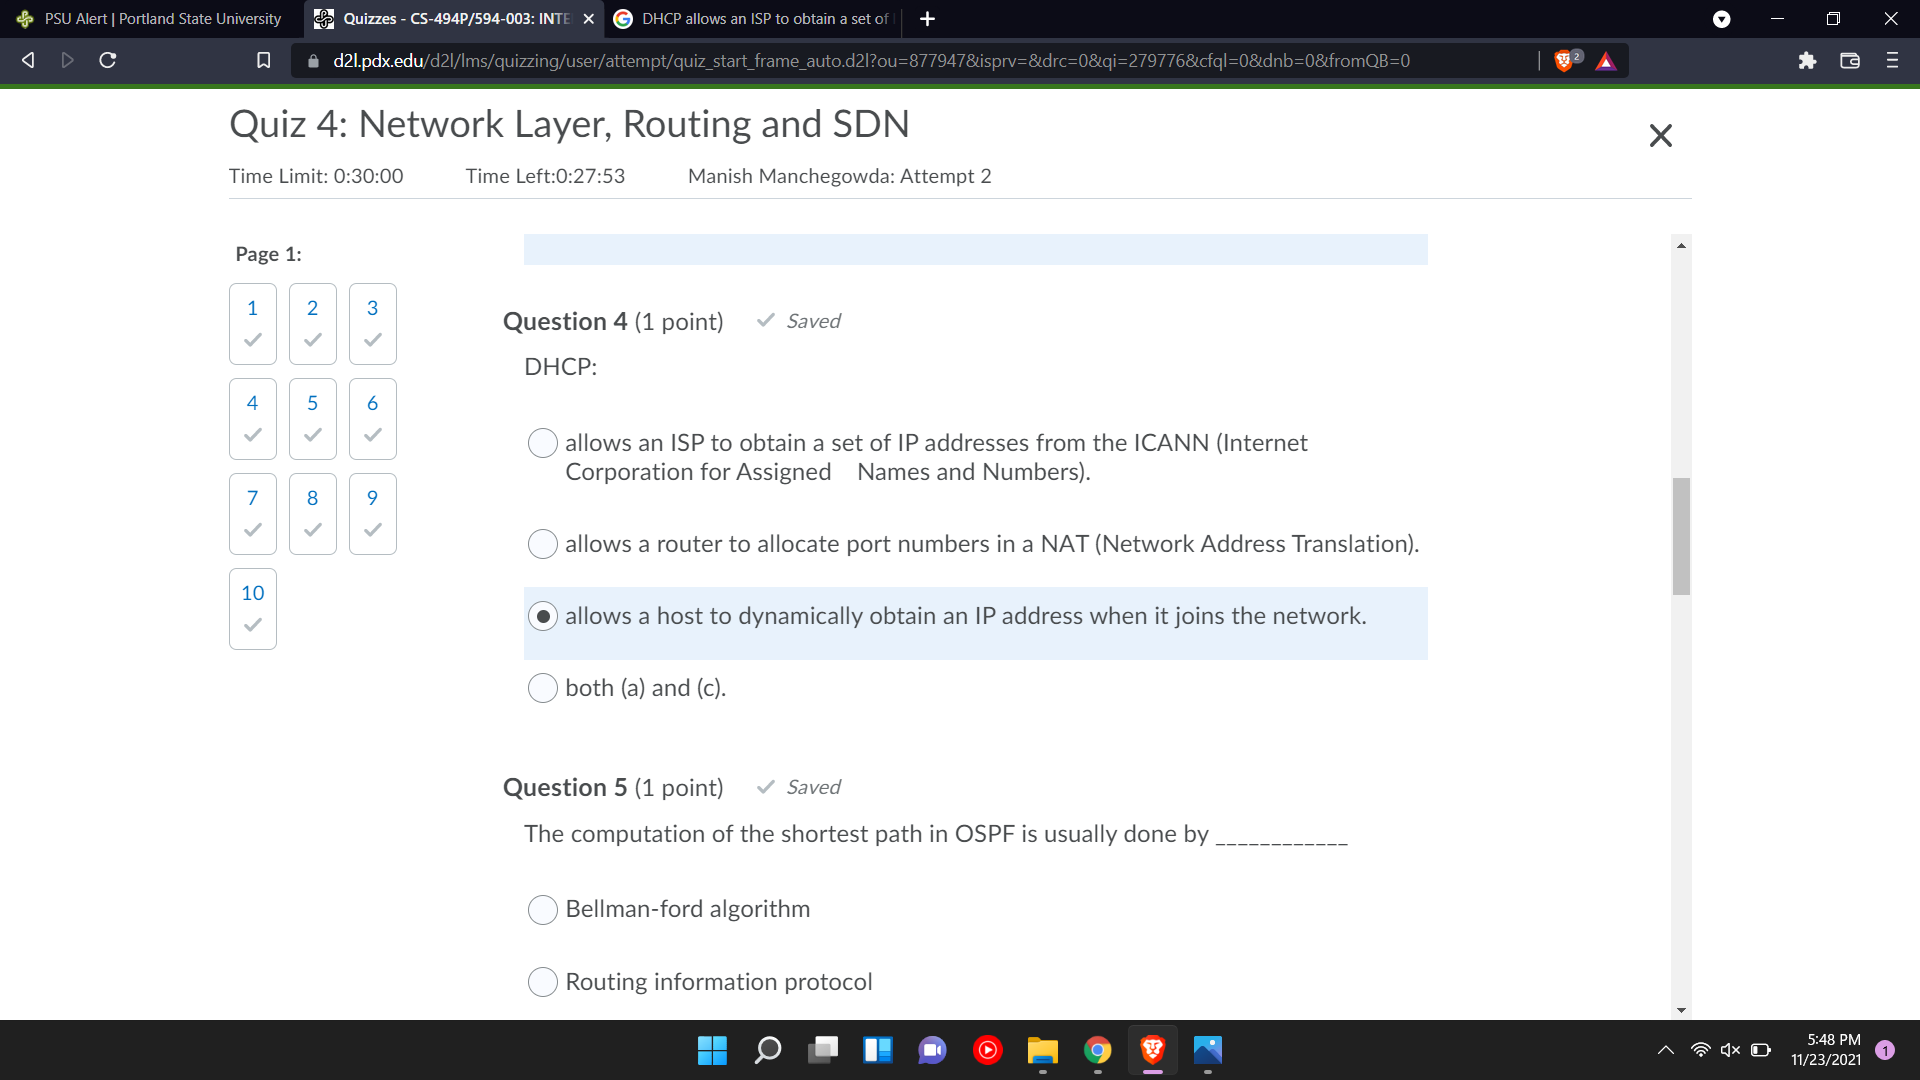 PSU Alert | Portland State University
Quizzes - CS-494P/594-003: INTE
DHCP allows an ISP to obtain a set of
d2l.pdx.edu/d2l/lms/quizzing/user/attempt/quiz_start_frame_auto.d2l?ou=877947&isprv=&drc=0&qi=279776&cfql=0&dnb=0&fromQB=0
2
Quiz 4: Network Layer, Routing and SDN
Time Limit: 0:30:00 Time Left:0:27:53 Manish Manchegowda: Attempt 2
Page 1:
1 2 3
4 5 6
7 8 9
10
Question 4 (1 point) Saved
DHCP:
allows an ISP to obtain a set of IP addresses from the ICANN (Internet
Corporation for Assigned Names and Numbers).
allows a router to allocate port numbers in a NAT (Network Address Translation).
allows a host to dynamically obtain an IP address when it joins the network.
both (a) and (c).
Question 5 (1 point) Saved
The computation of the shortest path in OSPF is usually done by ____________
Bellman-ford algorithm
Routing information protocol
5:48 PM
11/23/2021
1